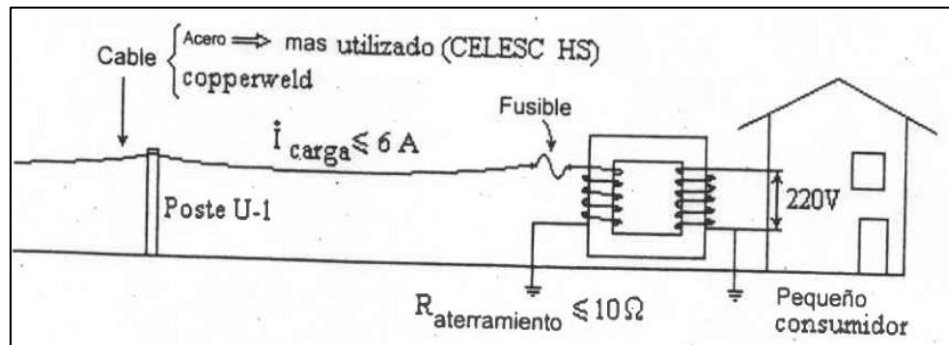 Cable { Acero ⇒ mas utilizado (CELESC HS)
copperweld
Fusible
İ carga ≤ 6 A
Poste U-1
220V
R aterramiento ≤ 10 Ω
Pequeño
consumidor